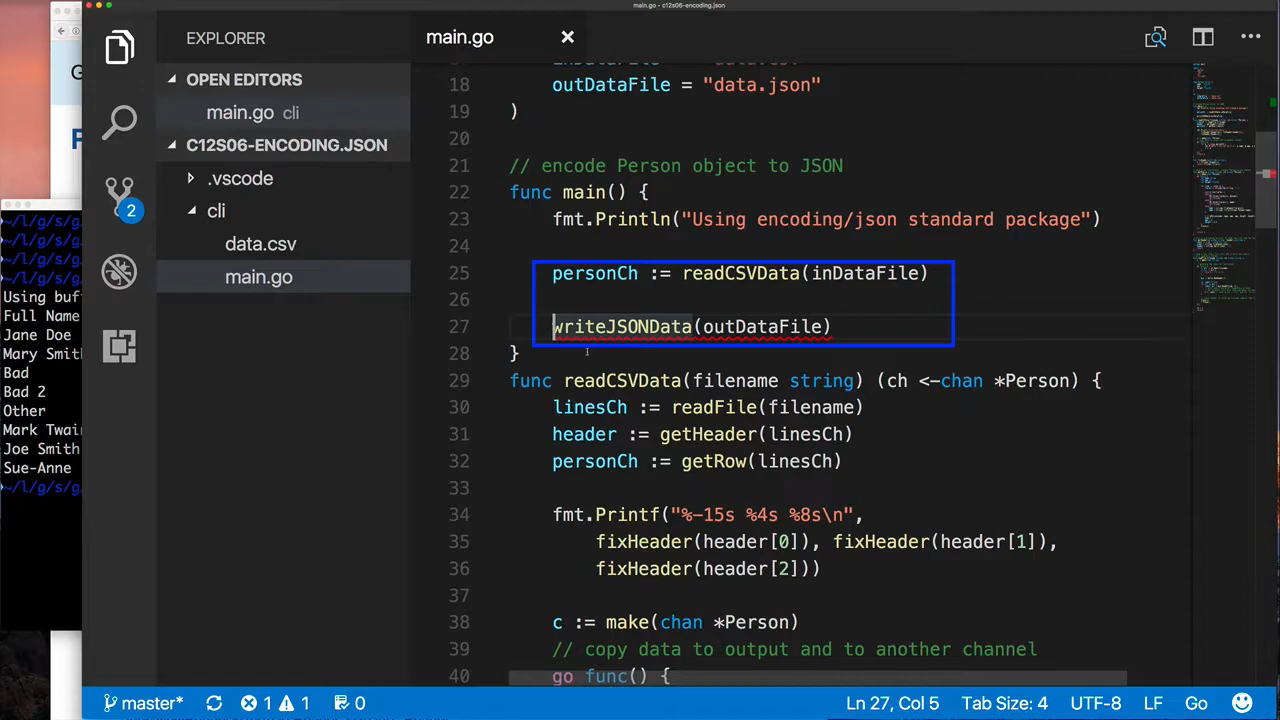 main.go - c12s06-encoding.json
EXPLORER
main.go
OPEN EDITORS
main.go cli
C12S06-ENCODING.JSON
.vscode
cli
data.csv
main.go
2
18 outDataFile = "data.json"
19 )
20
21 // encode Person object to JSON
22 func main() {
23 fmt.Println("Using encoding/json standard package")
24
25 personCh := readCSVData(inDataFile)
26
27 writeJSONData(outDataFile)
28 }
29 func readCSVData(filename string) (ch <-chan *Person) {
30 linesCh := readFile(filename)
31 header := getHeader(linesCh)
32 personCh := getRow(linesCh)
33
34 fmt.Printf("%-15s %4s %8s\n",
35 fixHeader(header[0]), fixHeader(header[1]),
36 fixHeader(header[2]))
37
38 c := make(chan *Person)
39 // copy data to output and to another channel
40 go func() {
~/l/g/s/g
~/l/g/s/g
~/l/g/s/g
~/l/g/s/g
Using buf
Full Name
Jane Doe
Mary Smit
Bad
Bad 2
Other
Mark Twai
Joe Smith
Sue-Anne
~/l/g/s/g
master* 1 1 0 Ln 27, Col 5 Tab Size: 4 UTF-8 LF Go